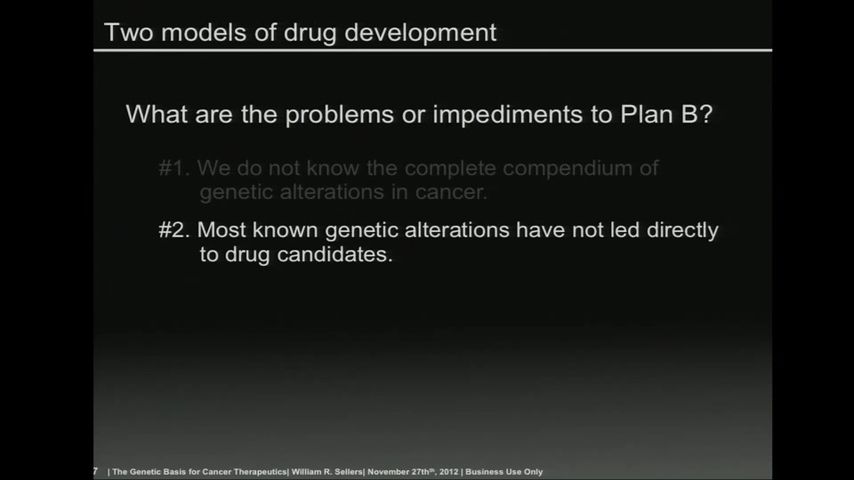 Two models of drug development
What are the problems or impediments to Plan B?
#1. We do not know the complete compendium of
genetic alterations in cancer.
#2. Most known genetic alterations have not led directly
to drug candidates.
7 | The Genetic Basis for Cancer Therapeutics| William R. Sellers| November 27thth, 2012 | Business Use Only